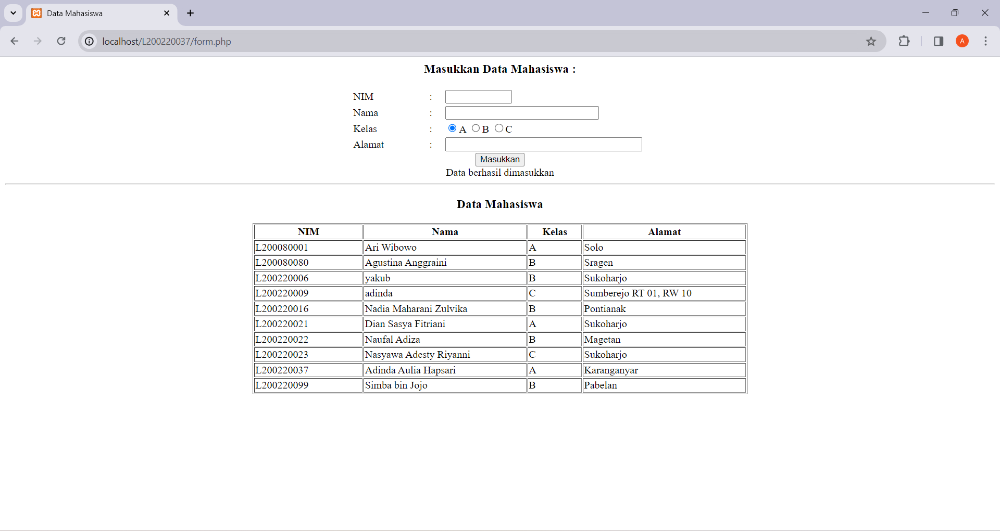 Data Mahasiswa
localhost/L200220037/form.php
A
Masukkan Data Mahasiswa :
NIM :
Nama :
Kelas : A B C
Alamat :
Masukkan
Data berhasil dimasukkan
Data Mahasiswa
NIM Nama Kelas Alamat
L200080001 Ari Wibowo A Solo
L200080080 Agustina Anggraini B Sragen
L200220006 yakub B Sukoharjo
L200220009 adinda C Sumberejo RT 01, RW 10
L200220016 Nadia Maharani Zulvika B Pontianak
L200220021 Dian Sasya Fitriani A Sukoharjo
L200220022 Naufal Adiza B Magetan
L200220023 Nasyawa Adesty Riyanni C Sukoharjo
L200220037 Adinda Aulia Hapsari A Karanganyar
L200220099 Simba bin Jojo B Pabelan